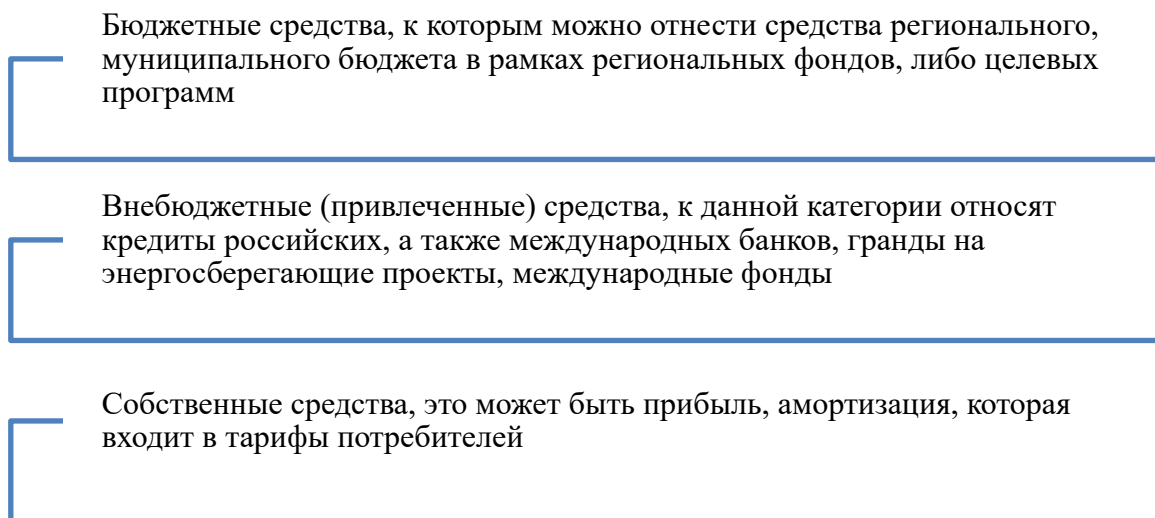 Бюджетные средства, к которым можно отнести средства регионального,
муниципального бюджета в рамках региональных фондов, либо целевых
программ
Внебюджетные (привлеченные) средства, к данной категории относят
кредиты российских, а также международных банков, гранды на
энергосберегающие проекты, международные фонды
Собственные средства, это может быть прибыль, амортизация, которая
входит в тарифы потребителей